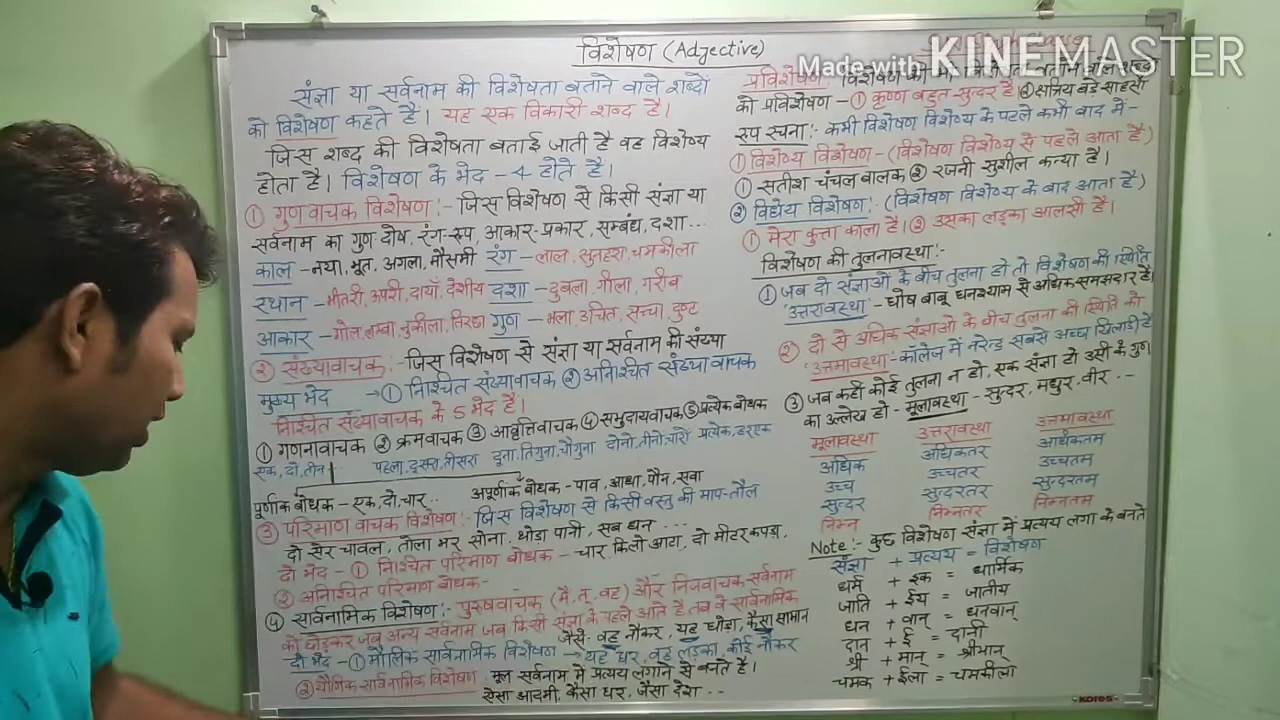 विशेषण (Adjective)
Made with KINEMASTER
संज्ञा या सर्वनाम की विशेषता बताने वाले शब्दों
को विशेषण कहते हैं। यह एक विकारी शब्द है।
जिस शब्द की विशेषता बताई जाती है वह विशेष्य
होता है। विशेषण के भेद - 4 होते हैं।
① गुणवाचक विशेषण :- जिस विशेषण से किसी संज्ञा या
सर्वनाम का गुण-दोष, रंग-रूप, आकार-प्रकार, सम्बंध, दशा...
काल - नया, भूत, अगला, मौसमी रंग - लाल, सुनहरा, चमकीला
स्थान - भीतरी, ऊपरी, दायाँ, देशीय दशा - दुबला, गीला, गरीब
आकार - गोल, लम्बा, नुकीला, तिरछा गुण - भला, उचित, सच्चा, दुष्ट
② संख्यावाचक :- जिस विशेषण से संज्ञा या सर्वनाम की संख्या
मुख्य भेद → ① निश्चित संख्यावाचक ② अनिश्चित संख्या वाचक
निश्चित संख्यावाचक के 5 भेद हैं।
① गणनावाचक ② क्रमवाचक ③ आवृत्तिवाचक ④ समुदायवाचक ⑤ प्रत्येक बोधक
एक, दो, तीन पहला, दूसरा, तीसरा दूना, तिगुना, चौगुना दोनों, तीनों, चारों प्रत्येक, हरएक
पूर्णांक बोधक - एक, दो, चार.. अपूर्णांक बोधक - पाव, आधा, पौन, सवा
③ परिमाण वाचक विशेषण :- जिस विशेषण से किसी वस्तु की माप-तौल
दो सेर चावल, तोला भर सोना, थोड़ा पानी, सब धन ...
दो भेद - ① निश्चित परिमाण बोधक - चार किलो आटा, दो मीटर कपड़ा,
② अनिश्चित परिमाण बोधक -
④ सार्वनामिक विशेषण :- पुरुषवाचक (मैं, तू, वह) और निजवाचक सर्वनाम
को छोड़कर जब अन्य सर्वनाम जब किसी संज्ञा के पहले आते हैं तब वे सार्वनामिक
जैसे- वह नौकर, यह घोड़ा, कैसा सामान
दो भेद - ① मौलिक सार्वनामिक विशेषण → यह घर, वह लड़का, कोई नौकर
② यौगिक सार्वनामिक विशेषण - मूल सर्वनाम में प्रत्यय लगाने से बनते हैं।
ऐसा आदमी, कैसा घर, जैसा देश . . .
प्रविशेषण - विशेषण की भी वाले शब्दों
को प्रविशेषण - ① कृष्ण बहुत सुन्दर है ② क्षत्रिय बड़े साहसी
रूप रचना :- कभी विशेषण विशेष्य के पहले कभी बाद में-
① विशेष्य विशेषण - (विशेषण विशेष्य से पहले आता है)
① सतीश चंचल बालक ② रजनी सुशील कन्या है।
② विधेय विशेषण :- (विशेषण विशेष्य के बाद आता है)
① मेरा कुत्ता काला है। ② उसका लड़का आलसी है।
विशेषण की तुलनावस्था :-
① जब दो संज्ञाओं के बीच तुलना हो तो विशेषण की स्थिति
'उत्तरावस्था' - घोष बाबू घनश्याम से अधिक समझदार है।
② दो से अधिक संज्ञाओं के बीच तुलना की स्थिति को
'उत्तमावस्था' - कॉलेज में नरेन्द्र सबसे अच्छा खिलाड़ी है
③ जब कहीं कोई तुलना न हो, एक संज्ञा हो उसी के गुण
का उल्लेख हो - मूलावस्था - सुन्दर, मधुर, वीर . . -
मूलावस्था उत्तरावस्था उत्तमावस्था
अधिक अधिकतर अधिकतम
उच्च उच्चतर उच्चतम
सुन्दर सुन्दरतर सुन्दरतम
निम्न निम्नतर निम्नतम
Note :- कुछ विशेषण संज्ञा में प्रत्यय लगा के बनते
संज्ञा + प्रत्यय = विशेषण
धर्म + इक = धार्मिक
जाति + ईय = जातीय
धन + वान् = धनवान्
दान + ई = दानी
श्री + मान् = श्रीमान्
चमक + ईला = चमकीला
KOROS